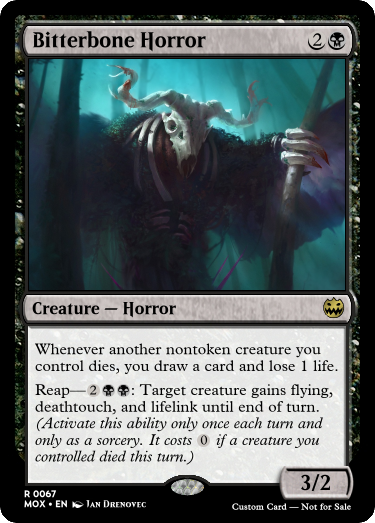 Bitterbone Horror 2
Creature — Horror
Whenever another nontoken creature you
control dies, you draw a card and lose 1 life.
Reap—2: Target creature gains flying,
deathtouch, and lifelink until end of turn.
(Activate this ability only once each turn and
only as a sorcery. It costs 0 if a creature you
controlled died this turn.)
3/2
R 0067
MOX • EN Jan Drenovec
Custom Card — Not for Sale